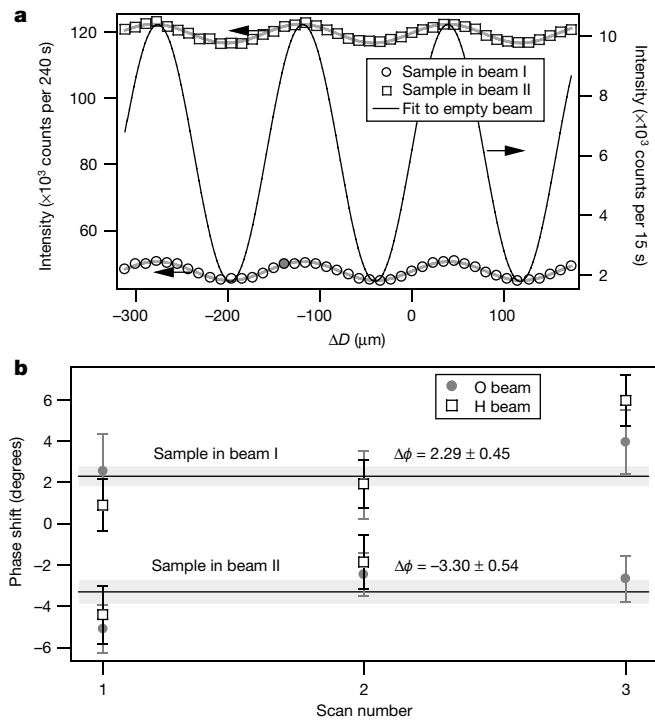 a
120
100
80
60
Intensity (×10³ counts per 240 s)
10
8
6
4
2
Intensity (×10³ counts per 15 s)
Sample in beam I
Sample in beam II
Fit to empty beam
−300
−200
−100
0
100
ΔD (μm)
b
O beam
H beam
6
4
2
0
−2
−4
−6
Phase shift (degrees)
Sample in beam I
Δϕ = 2.29 ± 0.45
Sample in beam II
Δϕ = −3.30 ± 0.54
1
2
3
Scan number